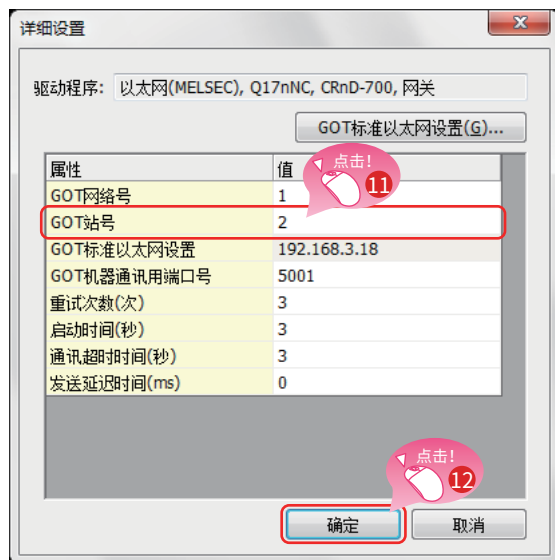 详细设置
驱动程序: 以太网(MELSEC), Q17nNC, CRnD-700, 网关
GOT标准以太网设置(G)...
属性 值
点击!
11
GOT网络号 1
GOT站号 2
GOT标准以太网设置 192.168.3.18
GOT机器通讯用端口号 5001
重试次数(次) 3
启动时间(秒) 3
通讯超时时间(秒) 3
发送延迟时间(ms) 0
点击!
12
确定 取消